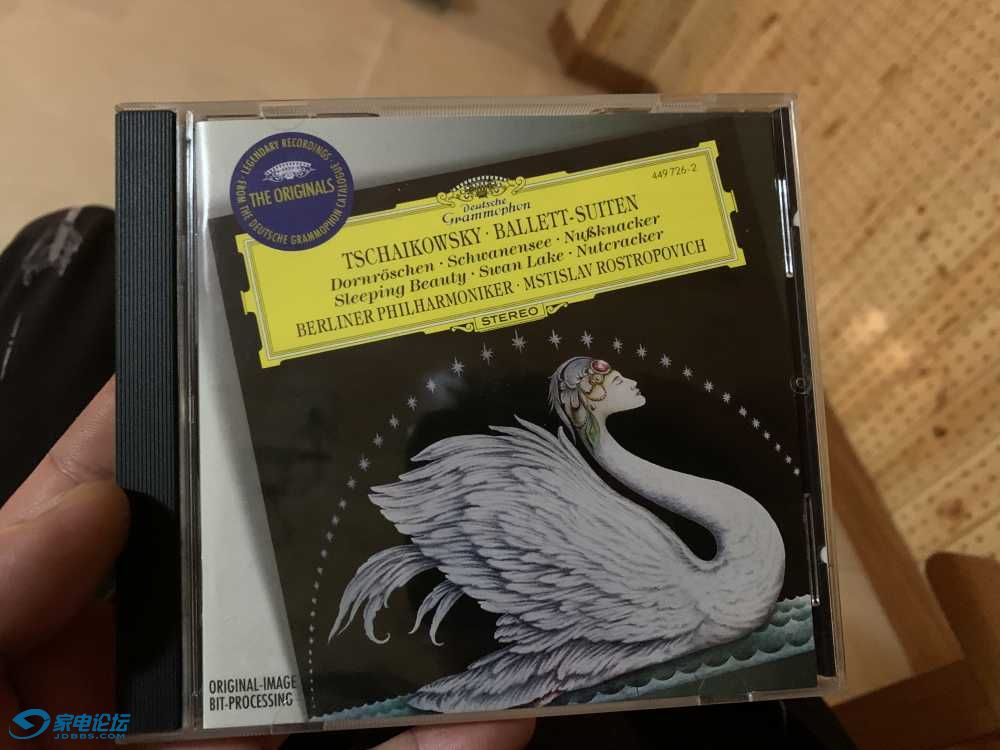 LEGENDARY RECORDINGS
THE ORIGINALS
FROM THE DEUTSCHE GRAMMOPHON CATALOGUE
449 726-2
Deutsche
Grammophon
TSCHAIKOWSKY · BALLETT-SUITEN
Dornröschen · Schwanensee · Nußknacker
Sleeping Beauty · Swan Lake · Nutcracker
BERLINER PHILHARMONIKER · MSTISLAV ROSTROPOVICH
STEREO
ORIGINAL-IMAGE
BIT-PROCESSING
家电论坛
JDBBS.COM